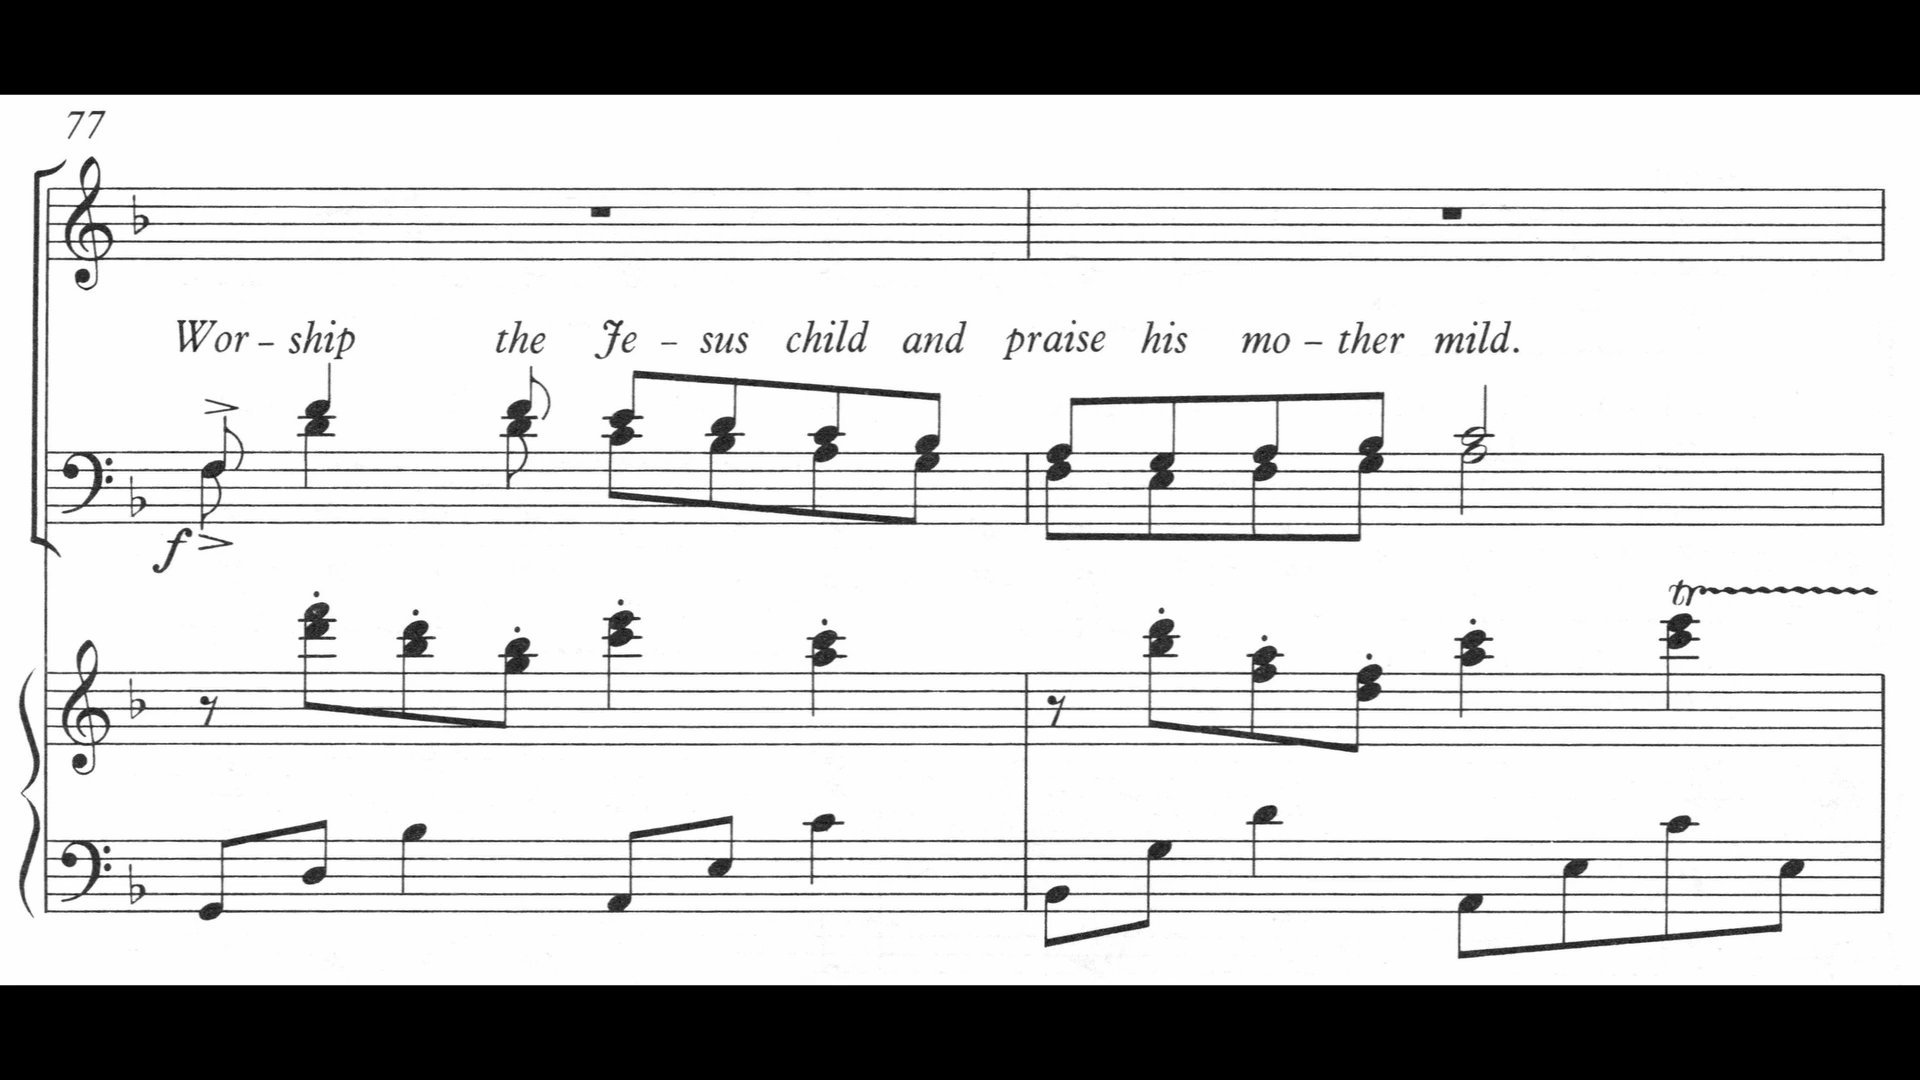 77
Wor – ship the Je – sus child and praise his mo – ther mild.
f
tr